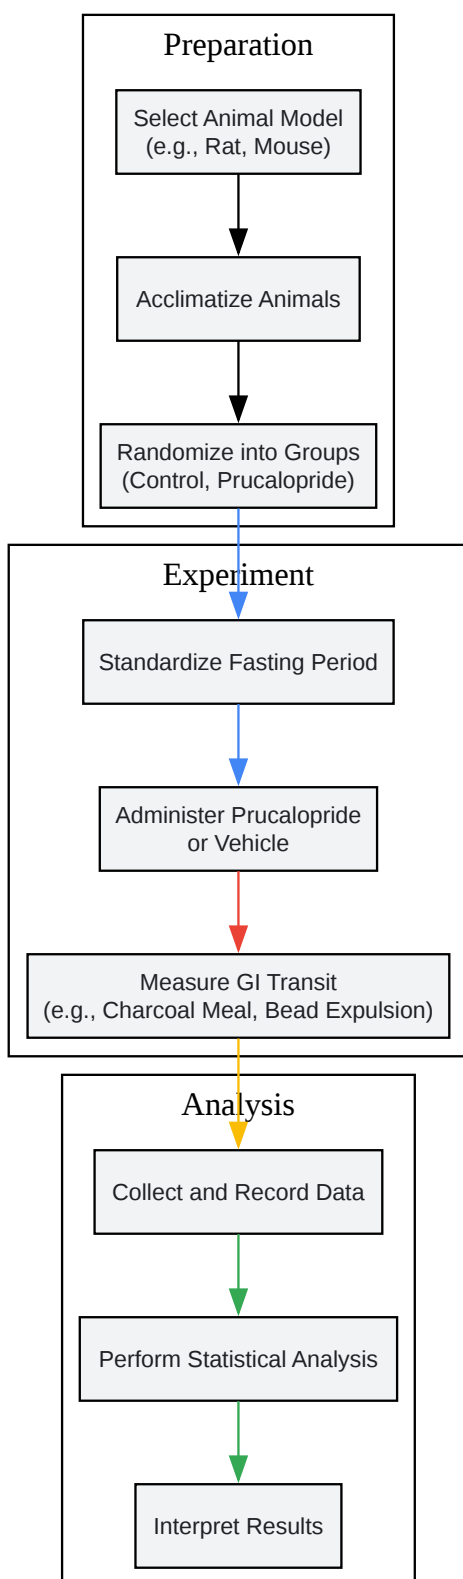 Preparation
Select Animal Model
(e.g., Rat, Mouse)
Acclimatize Animals
Randomize into Groups
(Control, Prucalopride)
Experiment
Standardize Fasting Period
Administer Prucalopride
or Vehicle
Measure GI Transit
(e.g., Charcoal Meal, Bead Expulsion)
Analysis
Collect and Record Data
Perform Statistical Analysis
Interpret Results